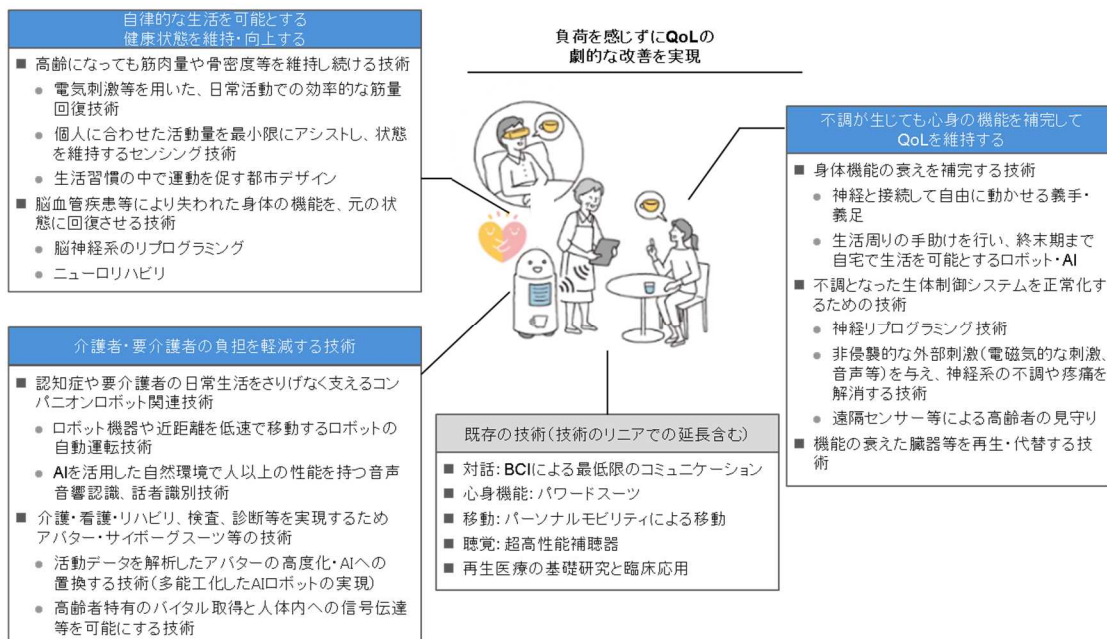 自律的な生活を可能とする
健康状態を維持・向上する
■ 高齢になっても筋肉量や骨密度等を維持し続ける技術
● 電気刺激等を用いた、日常活動での効率的な筋量
回復技術
● 個人に合わせた活動量を最小限にアシストし、状態
を維持するセンシング技術
● 生活習慣の中で運動を促す都市デザイン
■ 脳血管疾患等により失われた身体の機能を、元の状
態に回復させる技術
● 脳神経系のリプログラミング
● ニューロリハビリ
負荷を感じずにQoLの
劇的な改善を実現
不調が生じても心身の機能を補完して
QoLを維持する
■ 身体機能の衰えを補完する技術
● 神経と接続して自由に動かせる義手・
義足
● 生活周りの手助けを行い、終末期まで
自宅で生活を可能とするロボット・AI
■ 不調となった生体制御システムを正常化す
るための技術
● 神経リプログラミング技術
● 非侵襲的な外部刺激(電磁気的な刺激、
音声等)を与え、神経系の不調や疼痛を
解消する技術
● 遠隔センサー等による高齢者の見守り
■ 機能の衰えた臓器等を再生・代替する技
術
介護者・要介護者の負担を軽減する技術
■ 認知症や要介護者の日常生活をさりげなく支えるコン
パニオンロボット関連技術
● ロボット機器や近距離を低速で移動するロボットの
自動運転技術
● AIを活用した自然環境で人以上の性能を持つ音声
音響認識、話者識別技術
■ 介護・看護・リハビリ、検査、診断等を実現するため
アバター・サイボーグスーツ等の技術
● 活動データを解析したアバターの高度化・AIへの
置換する技術(多能工化したAIロボットの実現)
● 高齢者特有のバイタル取得と人体内への信号伝達
等を可能にする技術
既存の技術(技術のリニアでの延長含む)
■ 対話: BCIによる最低限のコミュニケーション
■ 心身機能: パワードスーツ
■ 移動: パーソナルモビリティによる移動
■ 聴覚: 超高性能補聴器
■ 再生医療の基礎研究と臨床応用